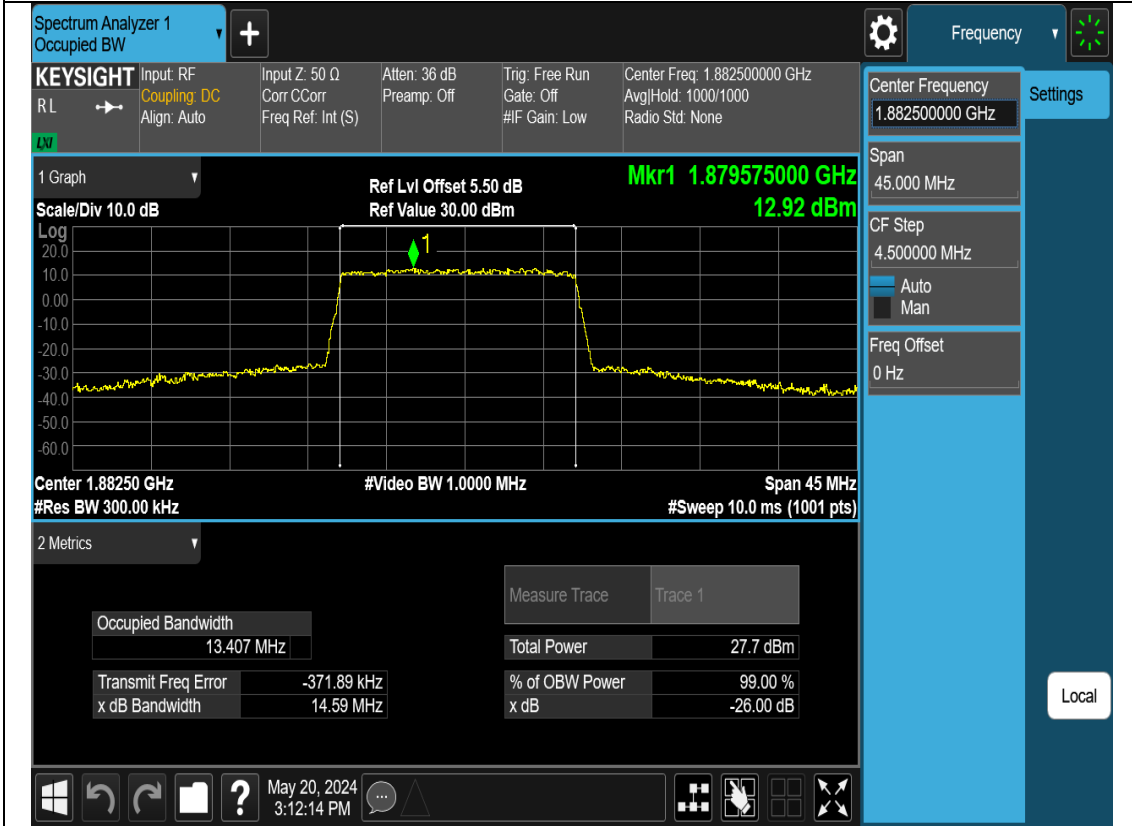 Spectrum Analyzer 1
Occupied BW
Frequency
KEYSIGHT
R L
LXI
Input: RF
Coupling: DC
Align: Auto
Input Z: 50 Ω
Corr CCorr
Freq Ref: Int (S)
Atten: 36 dB
Preamp: Off
Trig: Free Run
Gate: Off
#IF Gain: Low
Center Freq: 1.882500000 GHz
Avg|Hold: 1000/1000
Radio Std: None
Center Frequency
1.882500000 GHz
Settings
Span
45.000 MHz
CF Step
4.500000 MHz
Auto
Man
Freq Offset
0 Hz
Local
1 Graph
Scale/Div 10.0 dB
Ref Lvl Offset 5.50 dB
Ref Value 30.00 dBm
Mkr1 1.879575000 GHz
12.92 dBm
Log
20.0
10.0
0.00
-10.0
-20.0
-30.0
-40.0
-50.0
-60.0
1
Center 1.88250 GHz
#Res BW 300.00 kHz
#Video BW 1.0000 MHz
Span 45 MHz
#Sweep 10.0 ms (1001 pts)
2 Metrics
Measure Trace Trace 1
Occupied Bandwidth
13.407 MHz
Total Power 27.7 dBm
Transmit Freq Error -371.89 kHz
% of OBW Power 99.00 %
x dB Bandwidth 14.59 MHz
x dB -26.00 dB
?
May 20, 2024
3:12:14 PM